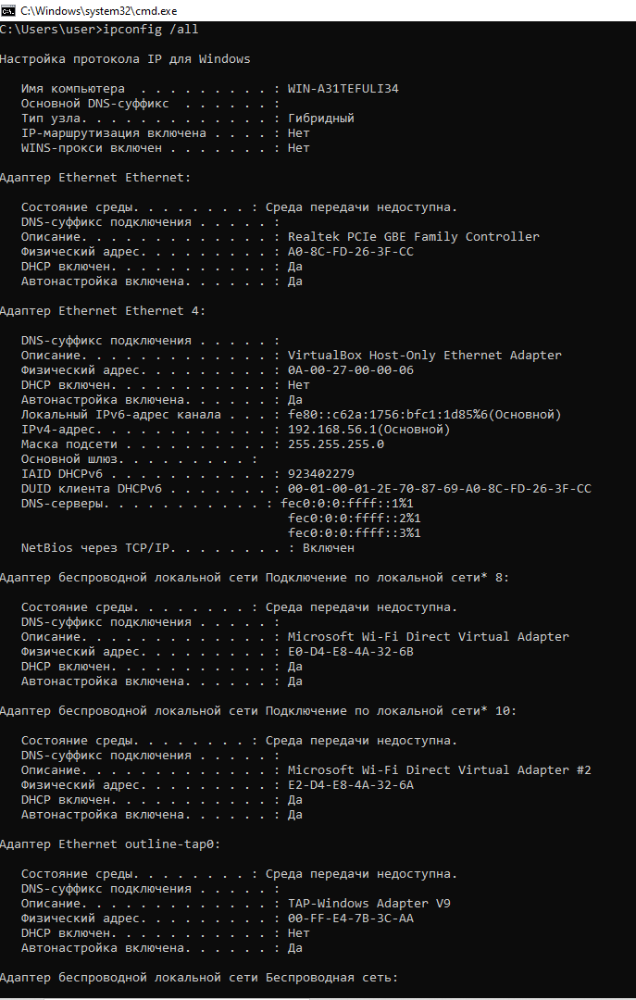 C:\Windows\system32\cmd.exe
C:\Users\user>ipconfig /all
Настройка протокола IP для Windows
Имя компьютера  . . . . . . . . . : WIN-A31TEFULI34
Основной DNS-суффикс  . . . . . . :
Тип узла. . . . . . . . . . . . . : Гибридный
IP-маршрутизация включена . . . . : Нет
WINS-прокси включен . . . . . . . : Нет
Адаптер Ethernet Ethernet:
Состояние среды. . . . . . . . : Среда передачи недоступна.
DNS-суффикс подключения . . . . . :
Описание. . . . . . . . . . . . . : Realtek PCIe GBE Family Controller
Физический адрес. . . . . . . . . : A0-8C-FD-26-3F-CC
DHCP включен. . . . . . . . . . . : Да
Автонастройка включена. . . . . . : Да
Адаптер Ethernet Ethernet 4:
DNS-суффикс подключения . . . . . :
Описание. . . . . . . . . . . . . : VirtualBox Host-Only Ethernet Adapter
Физический адрес. . . . . . . . . : 0A-00-27-00-00-06
DHCP включен. . . . . . . . . . . : Нет
Автонастройка включена. . . . . . : Да
Локальный IPv6-адрес канала . . . : fe80::c62a:1756:bfc1:1d85%6(Основной)
IPv4-адрес. . . . . . . . . . . . : 192.168.56.1(Основной)
Маска подсети . . . . . . . . . . : 255.255.255.0
Основной шлюз. . . . . . . . . :
IAID DHCPv6 . . . . . . . . . . . : 923402279
DUID клиента DHCPv6 . . . . . . . : 00-01-00-01-2E-70-87-69-A0-8C-FD-26-3F-CC
DNS-серверы. . . . . . . . . . . : fec0:0:0:ffff::1%1
fec0:0:0:ffff::2%1
fec0:0:0:ffff::3%1
NetBios через TCP/IP. . . . . . . . : Включен
Адаптер беспроводной локальной сети Подключение по локальной сети* 8:
Состояние среды. . . . . . . . : Среда передачи недоступна.
DNS-суффикс подключения . . . . . :
Описание. . . . . . . . . . . . . : Microsoft Wi-Fi Direct Virtual Adapter
Физический адрес. . . . . . . . . : E0-D4-E8-4A-32-6B
DHCP включен. . . . . . . . . . . : Да
Автонастройка включена. . . . . . : Да
Адаптер беспроводной локальной сети Подключение по локальной сети* 10:
Состояние среды. . . . . . . . : Среда передачи недоступна.
DNS-суффикс подключения . . . . . :
Описание. . . . . . . . . . . . . : Microsoft Wi-Fi Direct Virtual Adapter #2
Физический адрес. . . . . . . . . : E2-D4-E8-4A-32-6A
DHCP включен. . . . . . . . . . . : Да
Автонастройка включена. . . . . . : Да
Адаптер Ethernet outline-tap0:
Состояние среды. . . . . . . . : Среда передачи недоступна.
DNS-суффикс подключения . . . . . :
Описание. . . . . . . . . . . . . : TAP-Windows Adapter V9
Физический адрес. . . . . . . . . : 00-FF-E4-7B-3C-AA
DHCP включен. . . . . . . . . . . : Нет
Автонастройка включена. . . . . . : Да
Адаптер беспроводной локальной сети Беспроводная сеть: